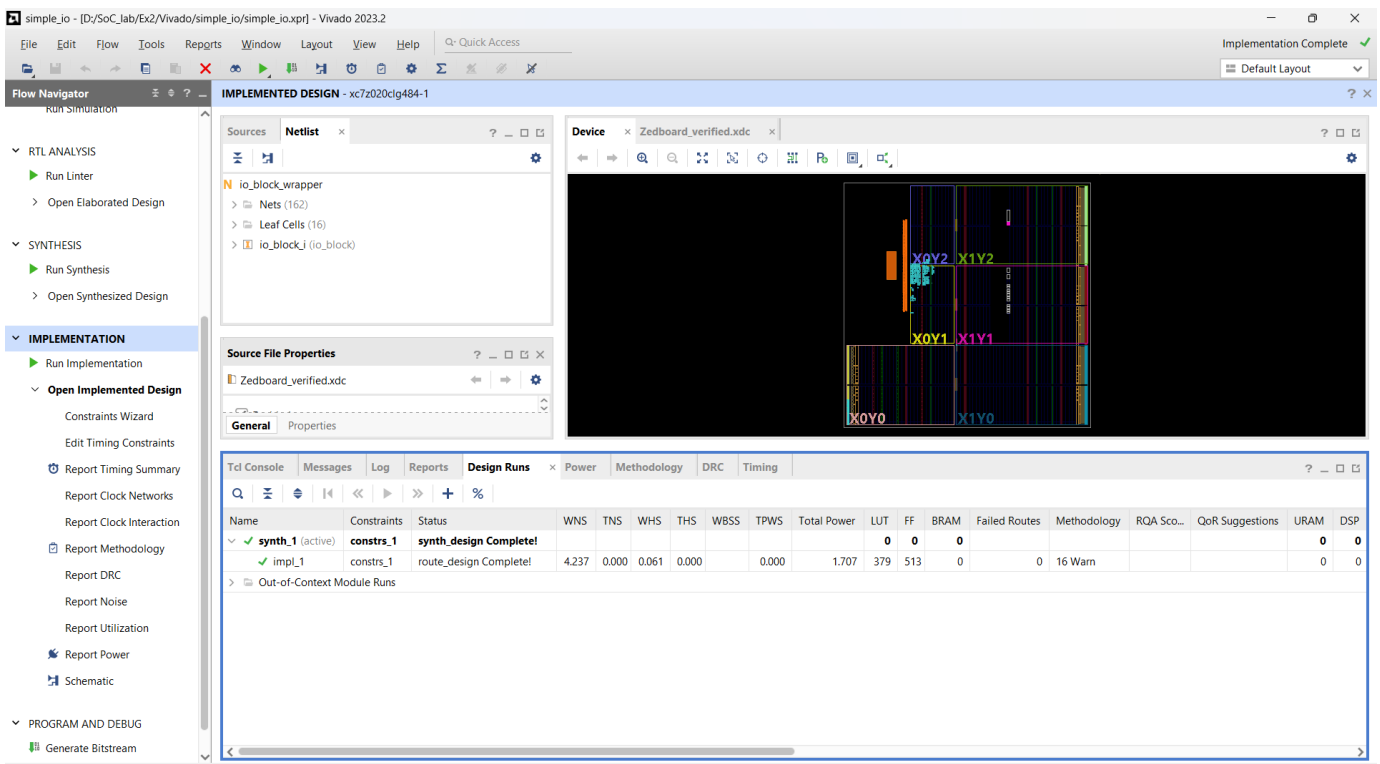 simple_io - [D:/SoC_lab/Ex2/Vivado/simple_io/simple_io.xpr] - Vivado 2023.2
File Edit Flow Tools Reports Window Layout View Help Q- Quick Access
Implementation Complete
Default Layout
Flow Navigator
Run Simulation
RTL ANALYSIS
Run Linter
Open Elaborated Design
SYNTHESIS
Run Synthesis
Open Synthesized Design
IMPLEMENTATION
Run Implementation
Open Implemented Design
Constraints Wizard
Edit Timing Constraints
Report Timing Summary
Report Clock Networks
Report Clock Interaction
Report Methodology
Report DRC
Report Noise
Report Utilization
Report Power
Schematic
PROGRAM AND DEBUG
Generate Bitstream
IMPLEMENTED DESIGN - xc7z020clg484-1
Sources Netlist
N io_block_wrapper
Nets (162)
Leaf Cells (16)
io_block_i (io_block)
Source File Properties
Zedboard_verified.xdc
General Properties
Device Zedboard_verified.xdc
X0Y2 X1Y2
X0Y1 X1Y1
X0Y0 X1Y0
Tcl Console Messages Log Reports Design Runs Power Methodology DRC Timing
Name Constraints Status WNS TNS WHS THS WBSS TPWS Total Power LUT FF BRAM Failed Routes Methodology RQA Sco... QoR Suggestions URAM DSP
synth_1 (active) constrs_1 synth_design Complete! 0 0 0 0 0
impl_1 constrs_1 route_design Complete! 4.237 0.000 0.061 0.000 0.000 1.707 379 513 0 0 16 Warn 0 0
Out-of-Context Module Runs